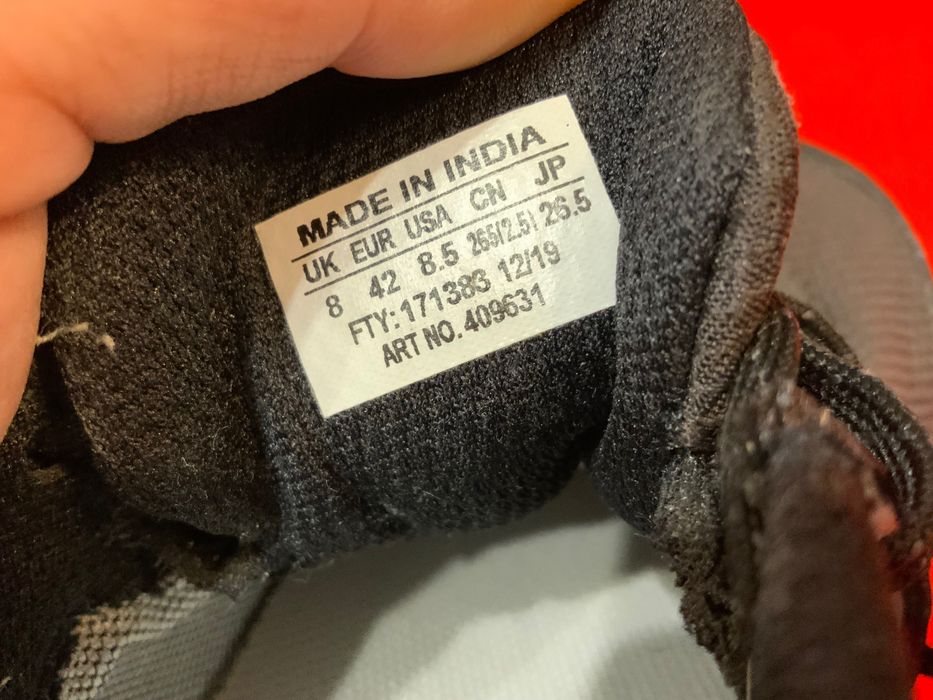 MADE IN INDIA
UK EUR USA CN JP
8 42 8.5 265(2.5) 26.5
FTY: 171383 12/19
ART NO. 409631